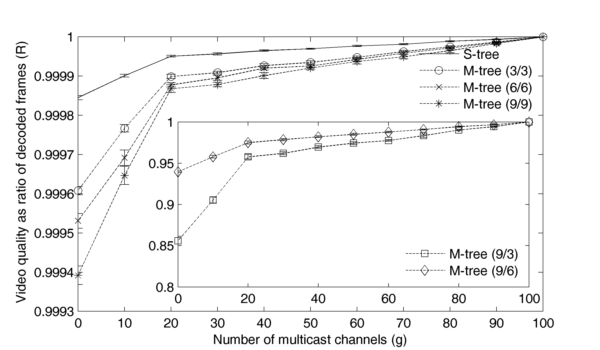 Video quality as ratio of decoded frames (R)
1
0.9999
0.9998
0.9997
0.9996
0.9995
0.9994
0.9993
S-tree
M-tree (3/3)
M-tree (6/6)
M-tree (9/9)
1
0.95
0.9
0.85
0.8
M-tree (9/3)
M-tree (9/6)
0 20 40 60 80 100
0 10 20 30 40 50 60 70 80 90 100
Number of multicast channels (g)